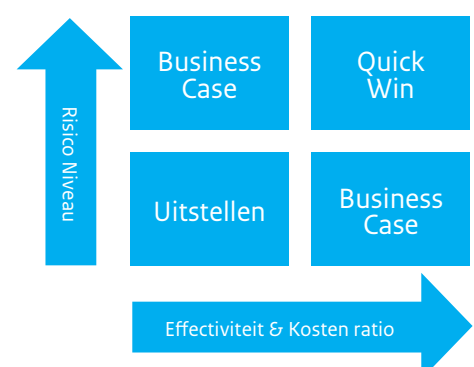 Business
Case
Quick
Win
Risico Niveau
Uitstellen
Business
Case
Effectiviteit & Kosten ratio